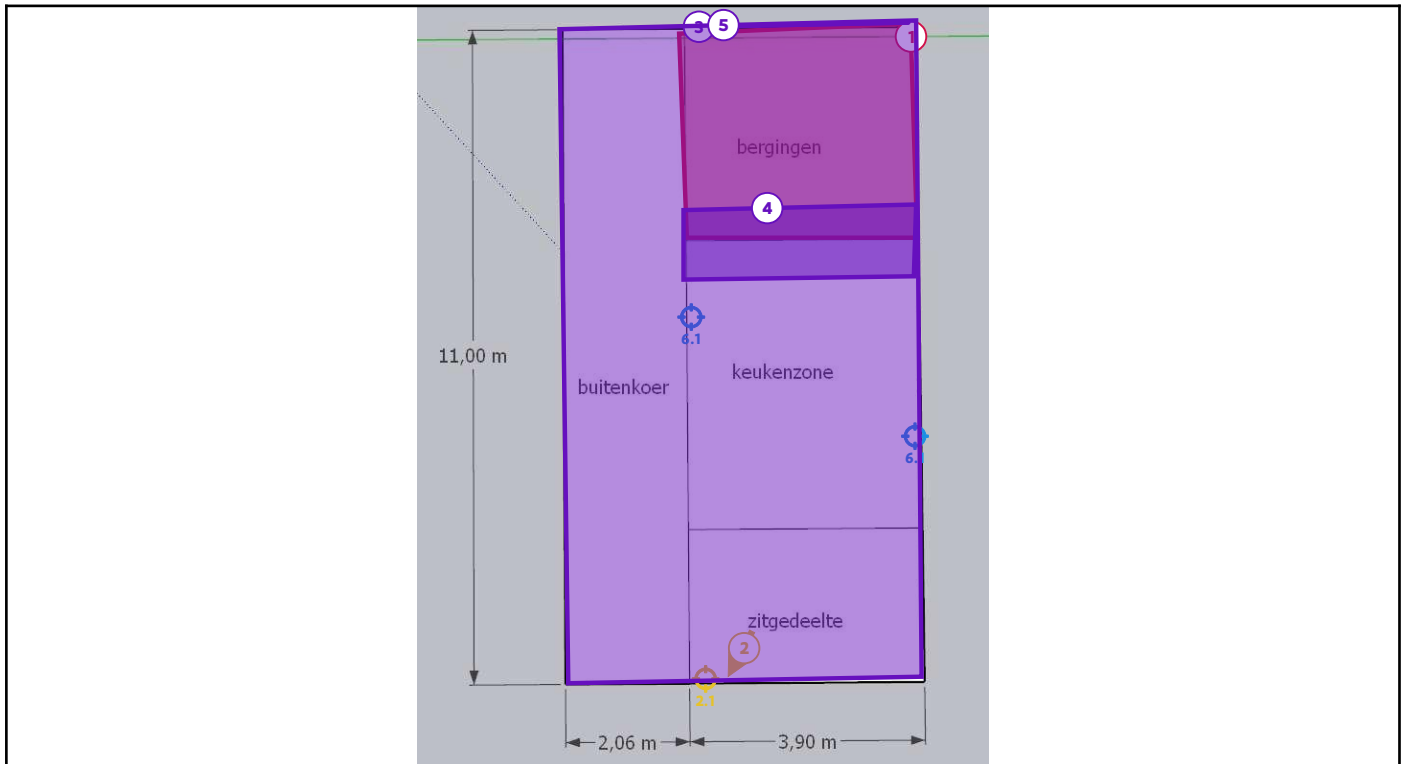 3 5
1
bergingen
4
6.1
11,00 m
keukenzone
buitenkoer
zitgedeelte
2
2.1
2,06 m
3,90 m